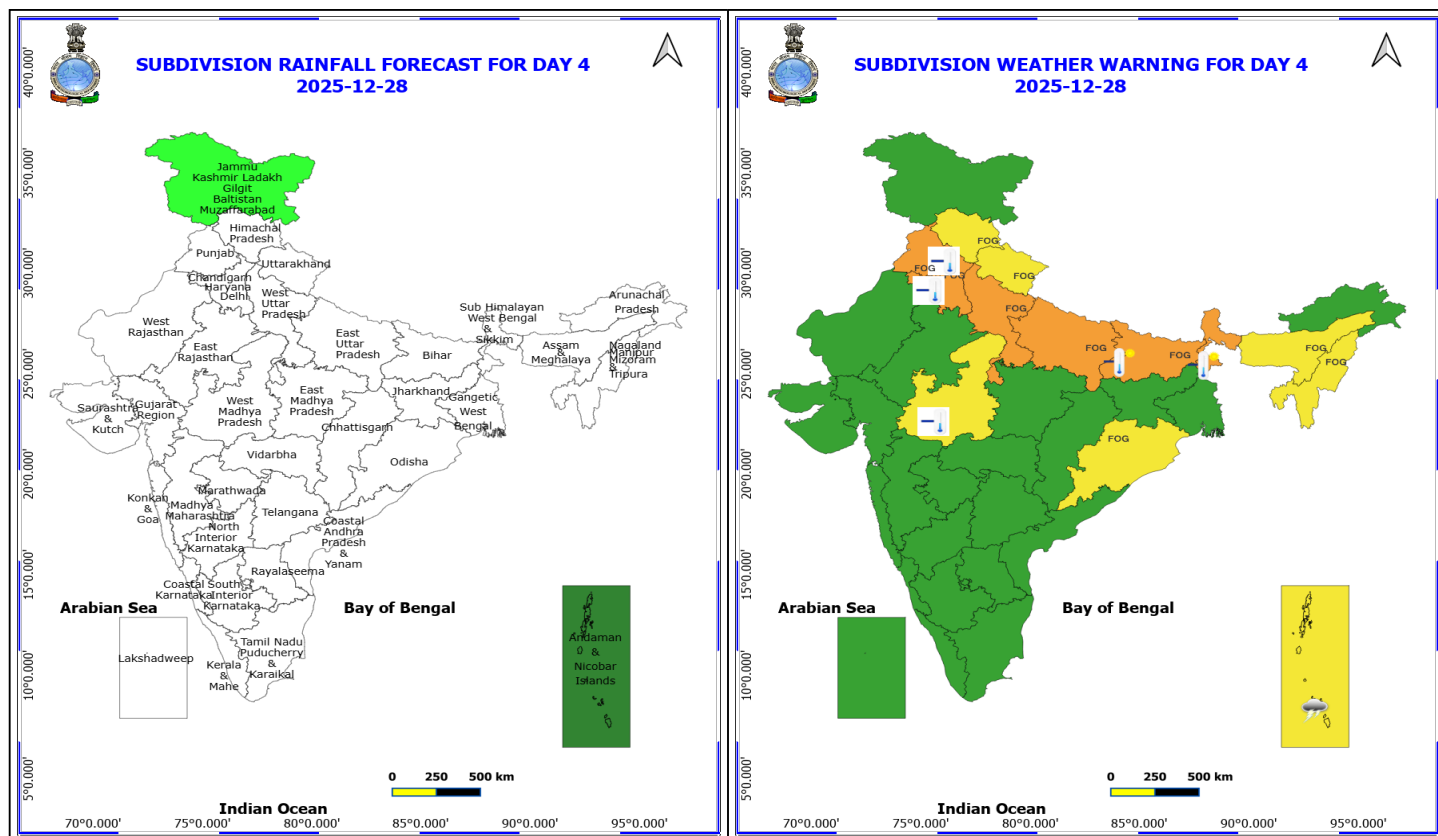 SUBDIVISION RAINFALL FORECAST FOR DAY 4
2025-12-28
40°0.000'
35°0.000'
30°0.000'
25°0.000'
20°0.000'
15°0.000'
10°0.000'
5°0.000'
Jammu
Kashmir Ladakh
Gilgit
Baltistan
Muzaffarabad
Himachal
Pradesh
Punjab
Uttarakhand
Chandigarh
Haryana
Delhi
West
Uttar
Pradesh
West
Rajasthan
East
Rajasthan
East
Uttar
Pradesh
Bihar
Sub Himalayan
West Bengal
&
Sikkim
Arunachal
Pradesh
Assam
&
Meghalaya
Nagaland
Manipur
Mizoram
&
Tripura
Saurashtra
&
Kutch
Gujarat
Region
West
Madhya
Pradesh
East
Madhya
Pradesh
Jharkhand
Gangetic
West
Bengal
Chhattisgarh
Vidarbha
Odisha
Konkan
&
Goa
Madhya
Maharashtra
Marathwada
Telangana
North
Interior
Karnataka
Coastal
Andhra
Pradesh
&
Yanam
Rayalaseema
Coastal
Karnataka
South
Interior
Karnataka
Tamil Nadu
Puducherry
&
Karaikal
Kerala
&
Mahe
Arabian Sea
Bay of Bengal
Lakshadweep
Andaman
&
Nicobar
Islands
0 250 500 km
Indian Ocean
70°0.000' 75°0.000' 80°0.000' 85°0.000' 90°0.000' 95°0.000'
SUBDIVISION WEATHER WARNING FOR DAY 4
2025-12-28
40°0.000'
35°0.000'
30°0.000'
25°0.000'
20°0.000'
15°0.000'
10°0.000'
5°0.000'
FOG
FOG
FOG
FOG
FOG
FOG
FOG
FOG
FOG
FOG
Arabian Sea
Bay of Bengal
0 250 500 km
Indian Ocean
70°0.000' 75°0.000' 80°0.000' 85°0.000' 90°0.000' 95°0.000'